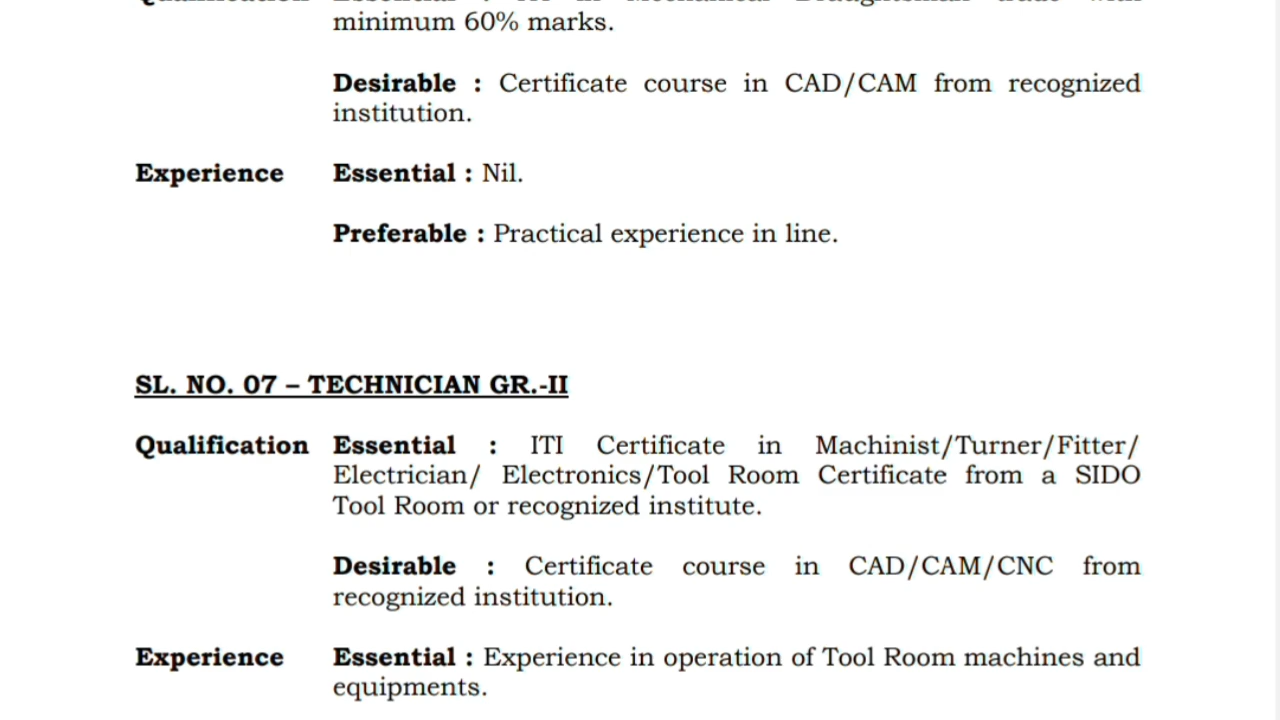 minimum 60% marks.
Desirable : Certificate course in CAD/CAM from recognized
institution.
Experience Essential : Nil.
Preferable : Practical experience in line.
SL. NO. 07 – TECHNICIAN GR.-II
Qualification Essential : ITI Certificate in Machinist/Turner/Fitter/
Electrician/ Electronics/Tool Room Certificate from a SIDO
Tool Room or recognized institute.
Desirable : Certificate course in CAD/CAM/CNC from
recognized institution.
Experience Essential : Experience in operation of Tool Room machines and
equipments.